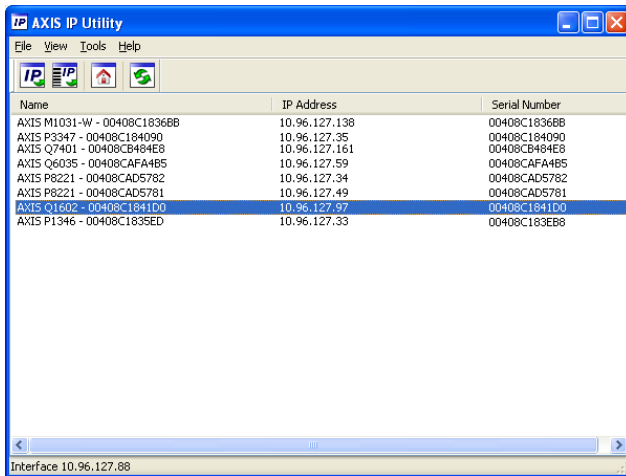 IP AXIS IP Utility
File View Tools Help
IP IP
Name IP Address Serial Number
AXIS M1031-W - 00408C1836BB 10.96.127.138 00408C1836BB
AXIS P3347 - 00408C184090 10.96.127.35 00408C184090
AXIS Q7401 - 00408CB484E8 10.96.127.161 00408CB484E8
AXIS Q6035 - 00408CAFA4B5 10.96.127.59 00408CAFA4B5
AXIS P8221 - 00408CAD5782 10.96.127.34 00408CAD5782
AXIS P8221 - 00408CAD5781 10.96.127.49 00408CAD5781
AXIS Q1602 - 00408C1841D0 10.96.127.97 00408C1841D0
AXIS P1346 - 00408C1835ED 10.96.127.33 00408C183EB8
Interface 10.96.127.88